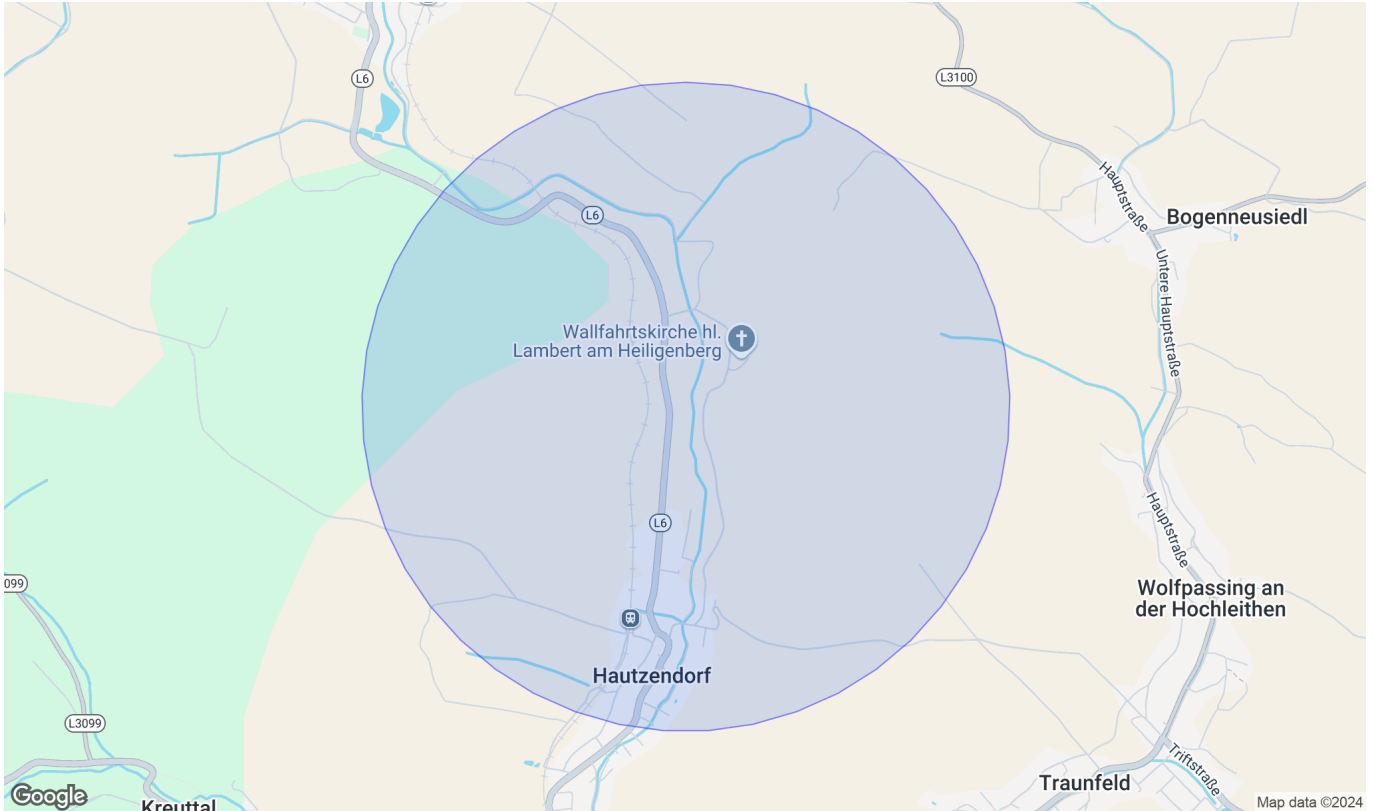 L6
L3100
Hauptstraße
Bogenneusiedl
L6
Untere Hauptstraße
Wallfahrtskirche hl.
Lambert am Heiligenberg
L6
Hauptstraße
099
Wolfpassing an
der Hochleithen
Hautzendorf
L3099
Triftstraße
Traunfeld
Google
Kreuttal
Map data ©2024